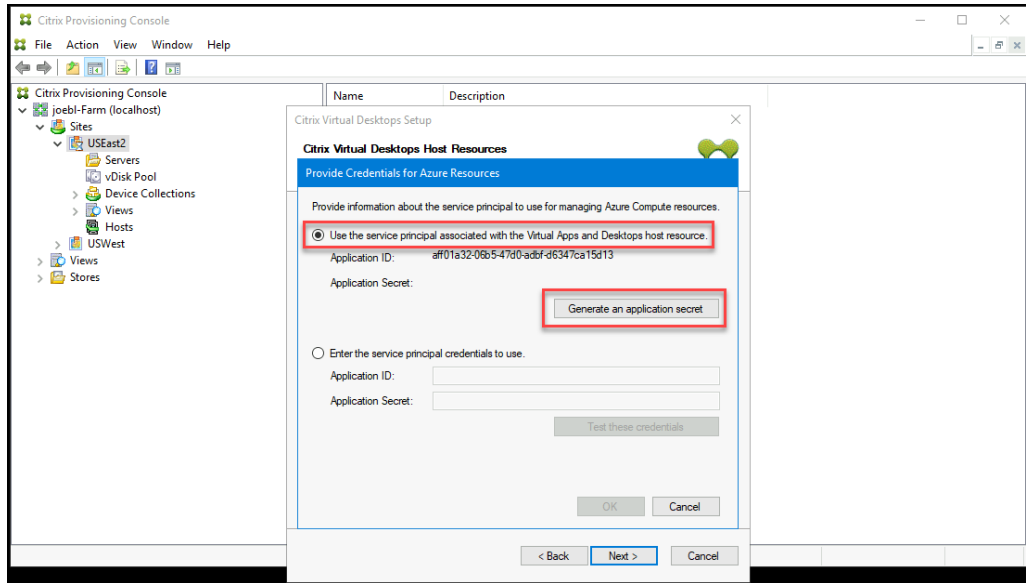 Citrix Provisioning Console
File Action View Window Help
Citrix Provisioning Console
joebl-Farm (localhost)
Sites
USEast2
Servers
vDisk Pool
Device Collections
Views
Hosts
USWest
Views
Stores
Name Description
Citrix Virtual Desktops Setup
Citrix Virtual Desktops Host Resources
Provide Credentials for Azure Resources
Provide information about the service principal to use for managing Azure Compute resources.
Use the service principal associated with the Virtual Apps and Desktops host resource.
Application ID: aff01a32-06b5-47d0-adbf-d6347ca15d13
Application Secret:
Generate an application secret
Enter the service principal credentials to use.
Application ID:
Application Secret:
Test these credentials
OK Cancel
< Back Next > Cancel